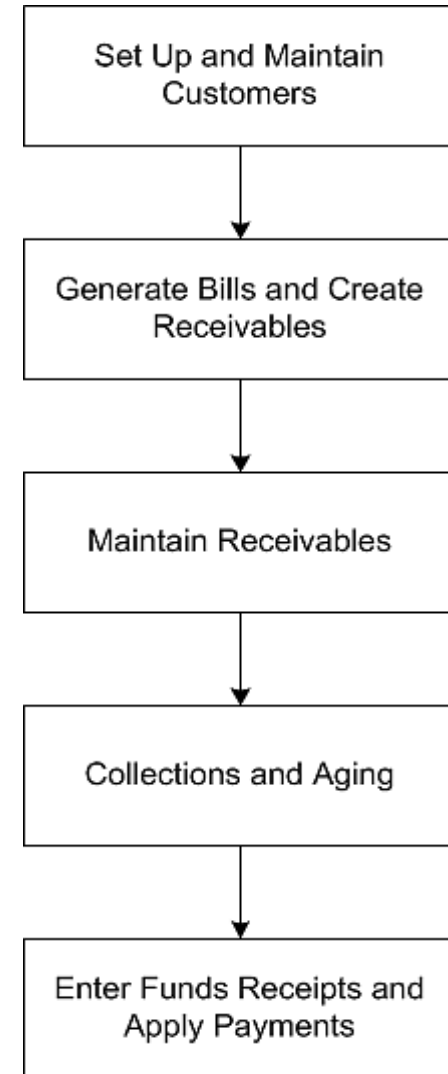 Set Up and Maintain
Customers
Generate Bills and Create
Receivables
Maintain Receivables
Collections and Aging
Enter Funds Receipts and
Apply Payments